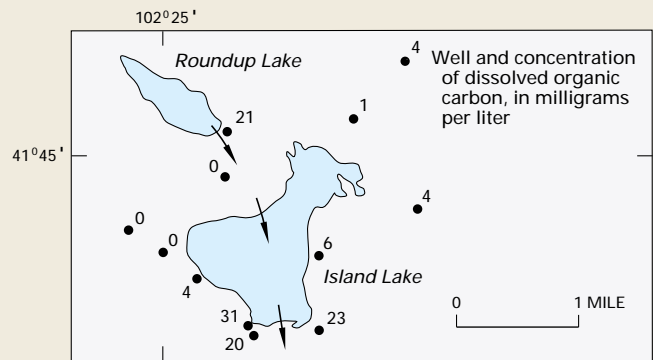 102°25'
Roundup Lake
4
Well and concentration
of dissolved organic
carbon, in milligrams
per liter
1
21
41°45'
0
4
0
0
6
Island Lake
4
0 1 MILE
31
23
20